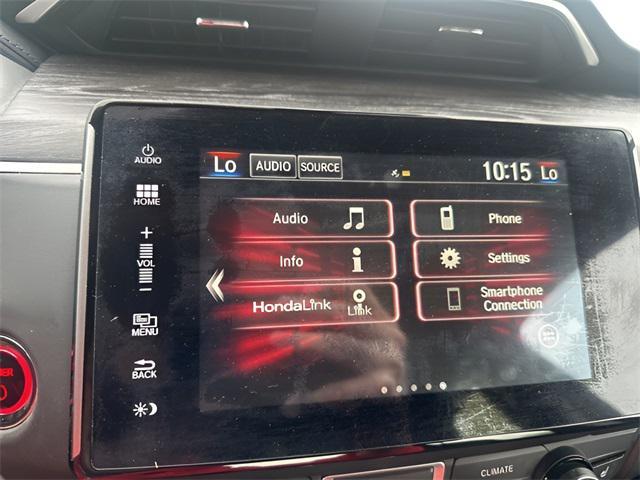 AUDIO
HOME
+
VOL
−
MENU
BACK
Lo AUDIO SOURCE 10:15 Lo
Audio Phone
Info Settings
HondaLink Link Smartphone
Connection
CLIMATE